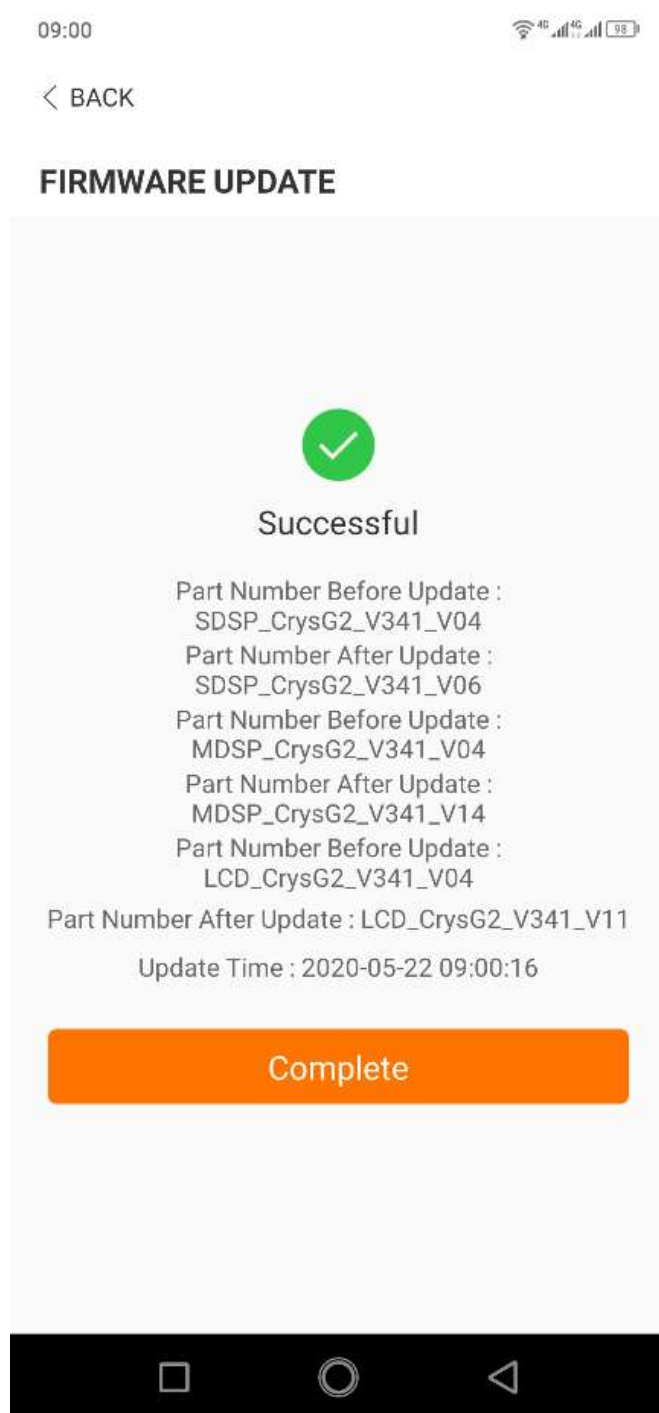 09:00
4G 4G 98
BACK
FIRMWARE UPDATE
Successful
Part Number Before Update :
SDSP_CrysG2_V341_V04
Part Number After Update :
SDSP_CrysG2_V341_V06
Part Number Before Update :
MDSP_CrysG2_V341_V04
Part Number After Update :
MDSP_CrysG2_V341_V14
Part Number Before Update :
LCD_CrysG2_V341_V04
Part Number After Update : LCD_CrysG2_V341_V11
Update Time : 2020-05-22 09:00:16
Complete